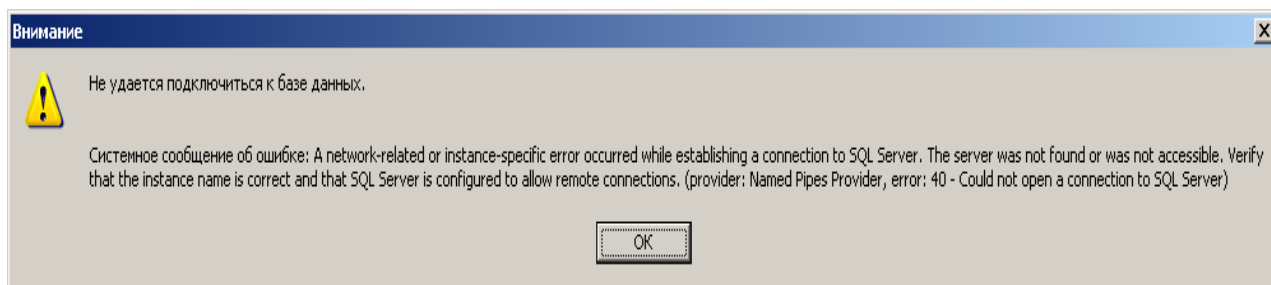 Внимание
Не удается подключиться к базе данных.
Системное сообщение об ошибке: A network-related or instance-specific error occurred while establishing a connection to SQL Server. The server was not found or was not accessible. Verify
that the instance name is correct and that SQL Server is configured to allow remote connections. (provider: Named Pipes Provider, error: 40 - Could not open a connection to SQL Server)
OK